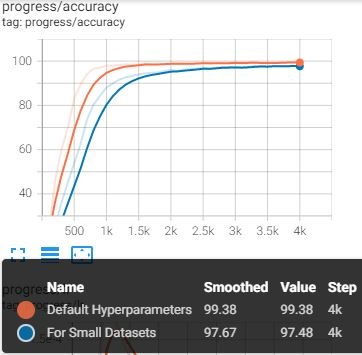 progress/accuracy
tag: progress/accuracy
100
80
60
40
500 1k 1.5k 2k 2.5k 3k 3.5k 4k
Name Smoothed Value Step
Default Hyperparameters 99.38 99.38 4k
For Small Datasets 97.67 97.48 4k